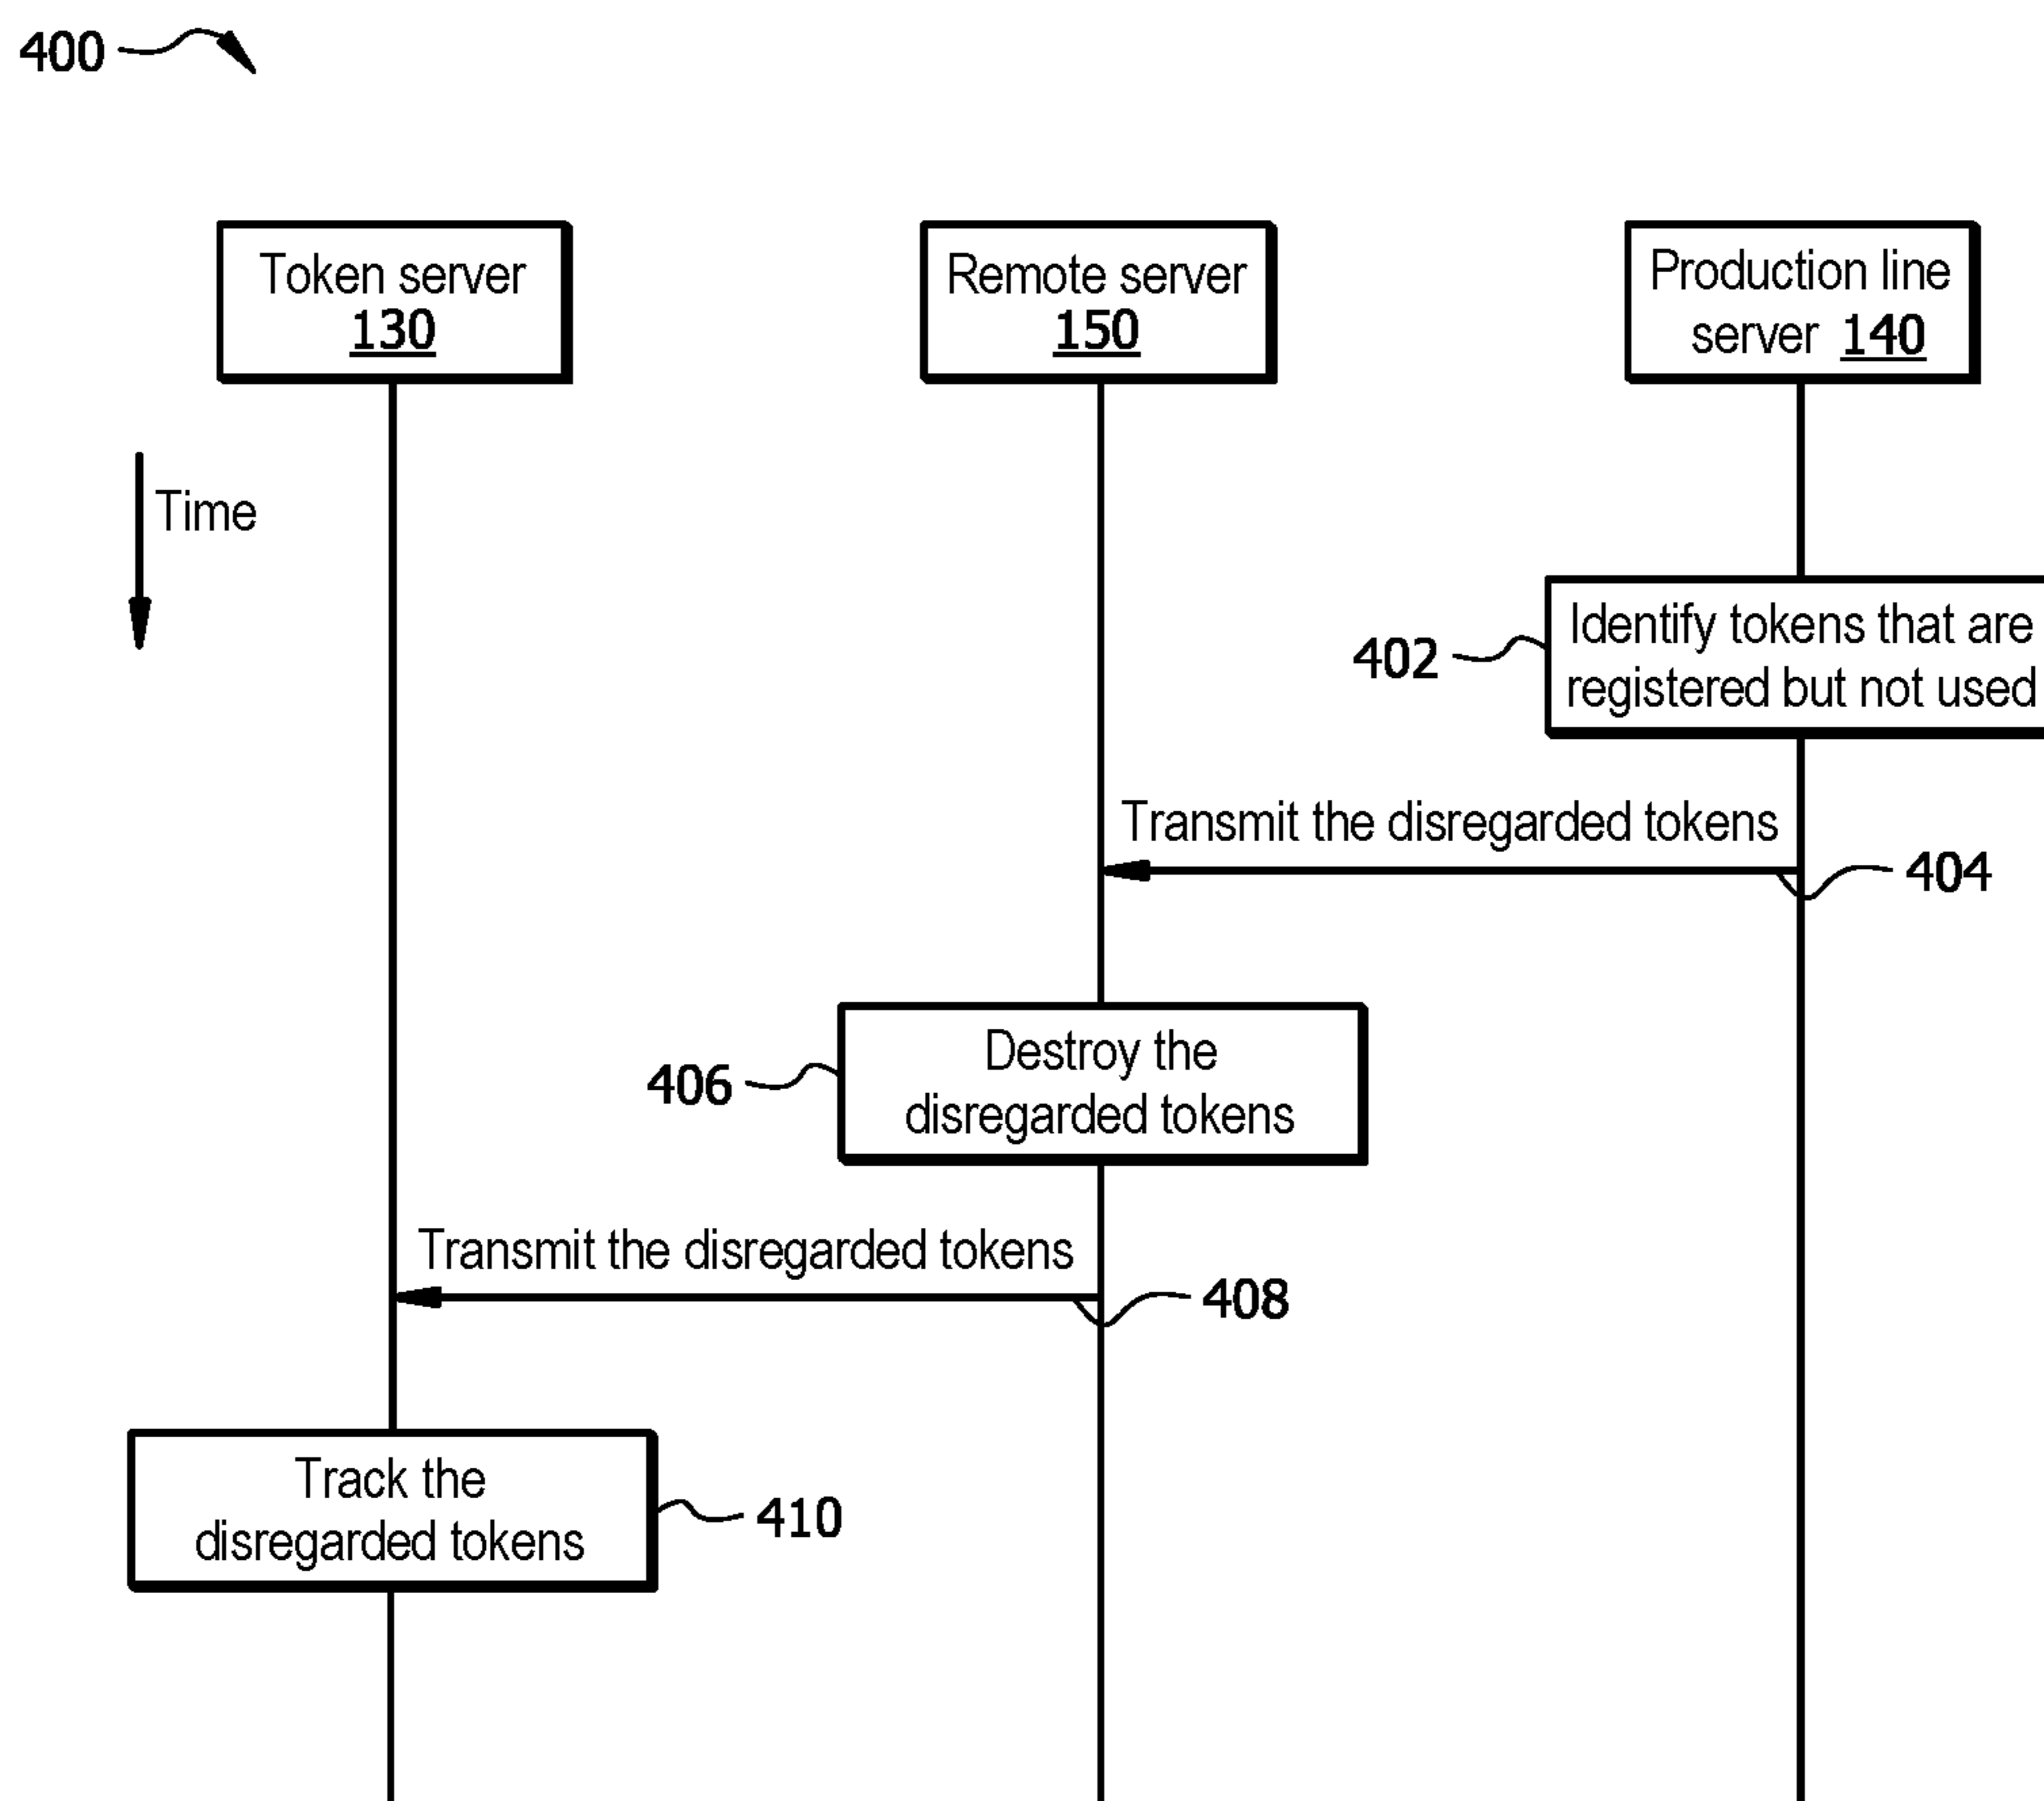 400
Token server
130
Remote server
150
Production line
server 140
Time
Identify tokens that are
registered but not used
402
Transmit the disregarded tokens
404
Destroy the
disregarded tokens
406
Transmit the disregarded tokens
408
Track the
disregarded tokens
410